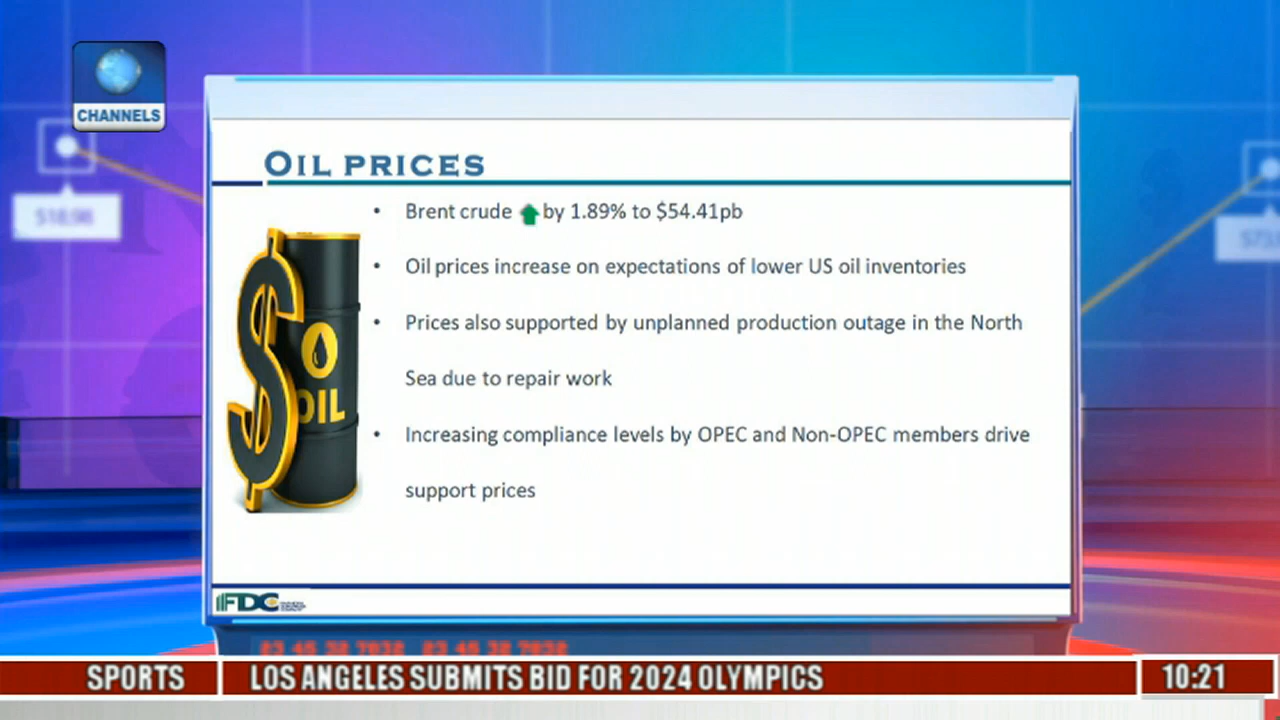 CHANNELS
OIL PRICES
• Brent crude by 1.89% to $54.41pb
• Oil prices increase on expectations of lower US oil inventories
• Prices also supported by unplanned production outage in the North
Sea due to repair work
• Increasing compliance levels by OPEC and Non-OPEC members drive
support prices
OIL
FDC
SPORTS
LOS ANGELES SUBMITS BID FOR 2024 OLYMPICS
10:21